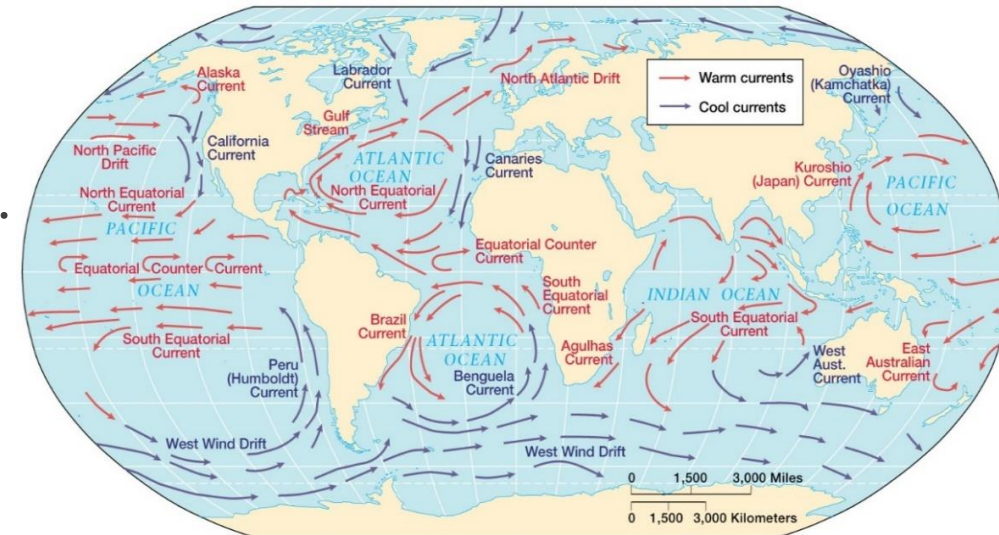 Alaska
Current
Labrador
Current
North Atlantic Drift
Warm currents
Cool currents
Oyashio
(Kamchatka)
Current
Gulf
Stream
North Pacific
Drift
California
Current
ATLANTIC
OCEAN
Canaries
Current
Kuroshio
(Japan) Current
PACIFIC
OCEAN
North Equatorial
Current
North Equatorial
Current
PACIFIC
Equatorial Counter
Current
Equatorial Counter Current
OCEAN
South
Equatorial
Current
INDIAN OCEAN
South Equatorial
Current
Brazil
Current
South Equatorial
Current
ATLANTIC
OCEAN
Agulhas
Current
Peru
(Humboldt)
Current
Benguela
Current
West
Aust.
Current
East
Australian
Current
West Wind Drift
West Wind Drift
0 1,500 3,000 Miles
0 1,500 3,000 Kilometers